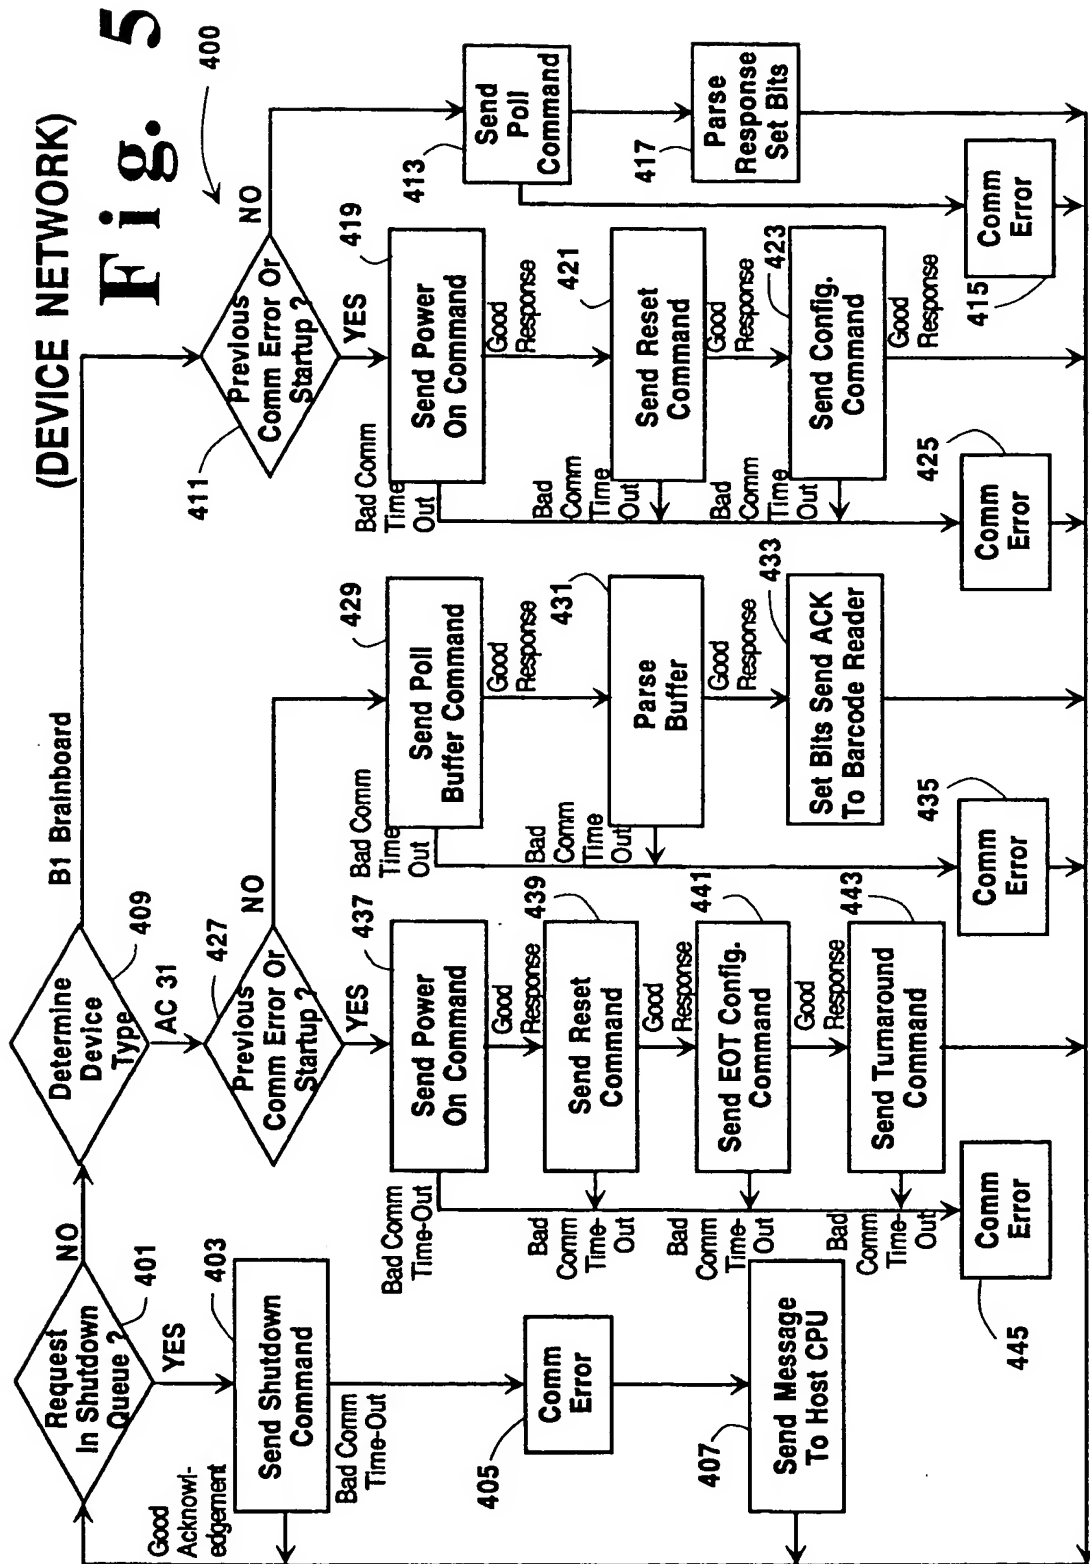 (DEVICE NETWORK)
Fig. 5
400
Request
In Shutdown
Queue ?
401
NO
YES
Good
Acknowl-
edgement
403
Send Shutdown
Command
Bad Comm
Time-Out
405
Comm
Error
407
Send Message
To Host CPU
Determine
Device
Type
409
B1 Brainboard
AC 31
427
Previous
Comm Error Or
Startup ?
NO
YES
437
Send Power
On Command
Bad Comm
Time-Out
Good
Response
439
Send Reset
Command
Bad
Comm
Time-
Out
Good
Response
441
Send EOT Config.
Command
Bad
Comm
Time-
Out
Good
Response
443
Send Turnaround
Command
Bad
Comm
Time-
Out
Comm
Error
445
429
Send Poll
Buffer Command
Bad Comm
Time
Out
Good
Response
431
Parse
Buffer
Bad
Comm
Time
Out
Good
Response
433
Set Bits Send ACK
To Barcode Reader
435
Comm
Error
411
Previous
Comm Error Or
Startup ?
NO
YES
419
Send Power
On Command
Bad Comm
Time
Out
Good
Response
421
Send Reset
Command
Bad
Comm
Time
Out
Good
Response
423
Send Config.
Command
Bad
Comm
Time
Out
Good
Response
425
Comm
Error
413
Send
Poll
Command
417
Parse
Response
Set Bits
415
Comm
Error